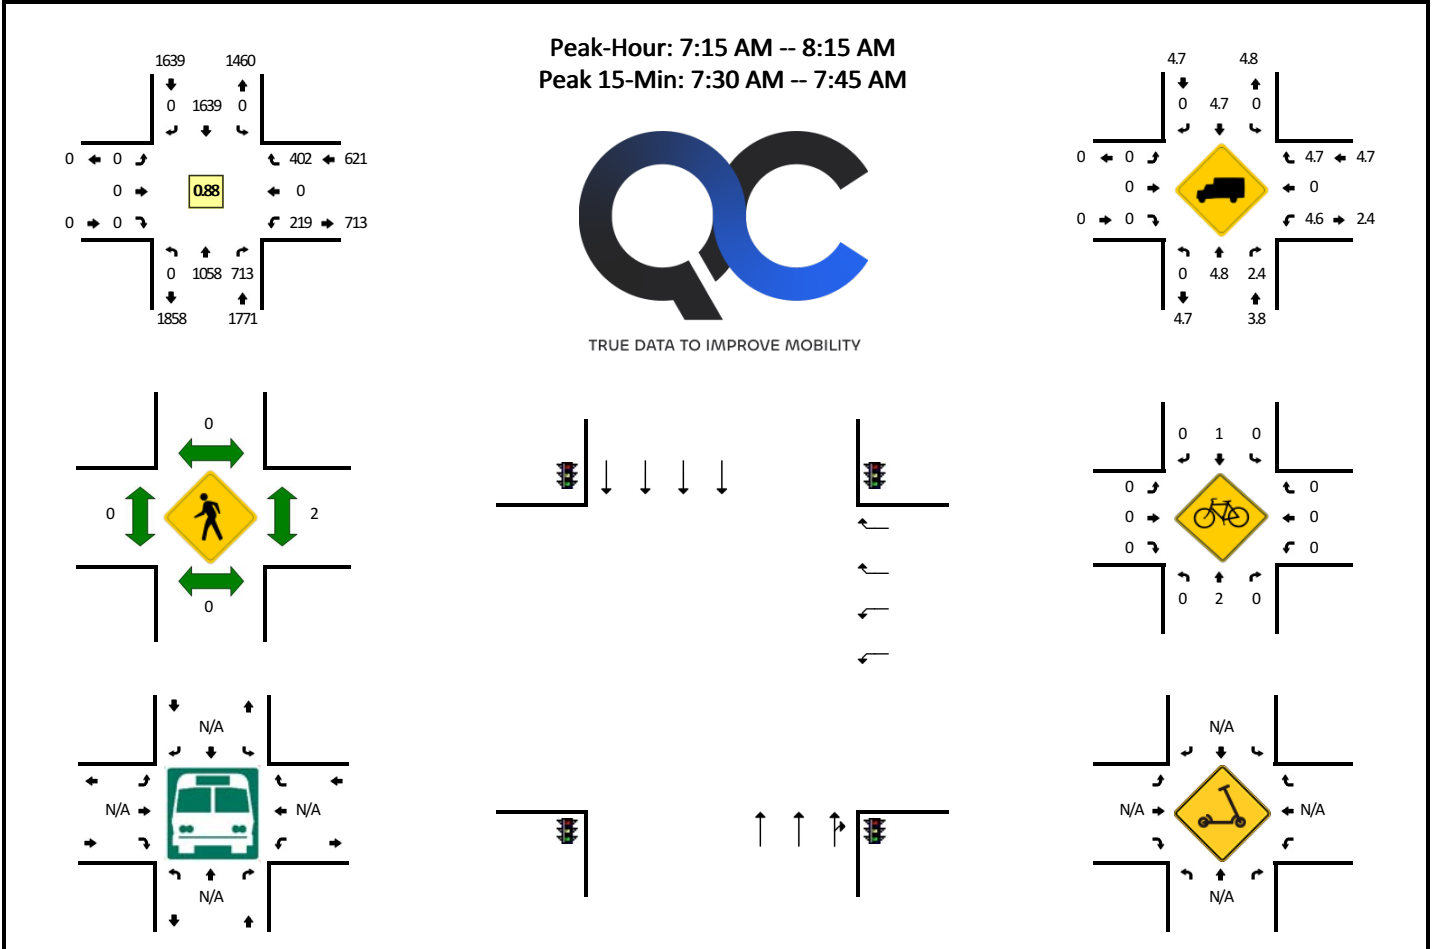 Peak-Hour: 7:15 AM -- 8:15 AM
Peak 15-Min: 7:30 AM -- 7:45 AM
1639 1460
0 1639 0
0 0 402 621
0 0.88 0
0 0 219 713
0 1058 713
1858 1771
QC
TRUE DATA TO IMPROVE MOBILITY
4.7 4.8
0 4.7 0
0 0 4.7 4.7
0 0
0 0 4.6 2.4
0 4.8 2.4
4.7 3.8
0
0 2
0
0 1 0
0 0
0 0
0 0
0 2 0
N/A
N/A N/A
N/A
N/A
N/A N/A
N/A